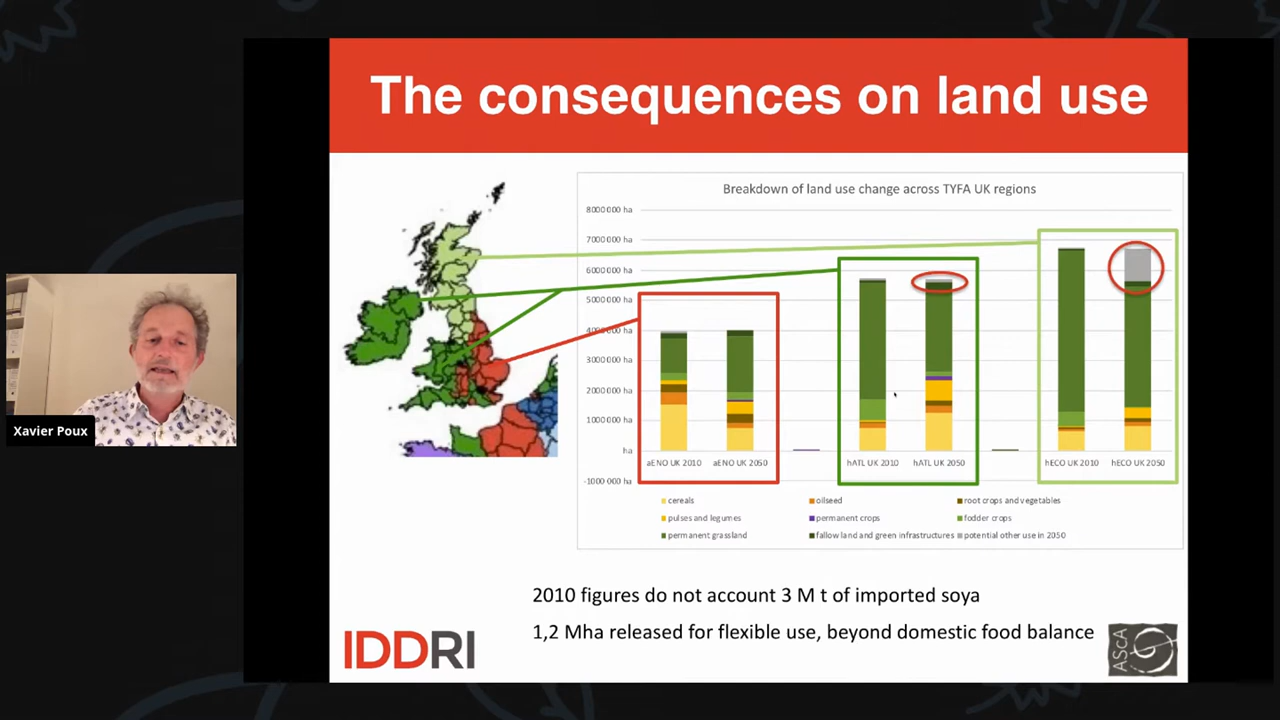 The consequences on land use
Breakdown of land use change across TYFA UK regions
8000 000 ha
7000 000 ha
6000 000 ha
5000 000 ha
4000 000 ha
3000 000 ha
2000 000 ha
1000 000 ha
ha
-1000 000 ha
aENO UK 2010
aENO UK 2050
hATL UK 2010
hATL UK 2050
hECO UK 2010
hECO UK 2050
cereals
oilseed
root crops and vegetables
pulses and legumes
permanent crops
fodder crops
permanent grassland
fallow land and green infrastructures
potential other use in 2050
Xavier Poux
2010 figures do not account 3 M t of imported soya
1,2 Mha released for flexible use, beyond domestic food balance
IDDRI
ASCA